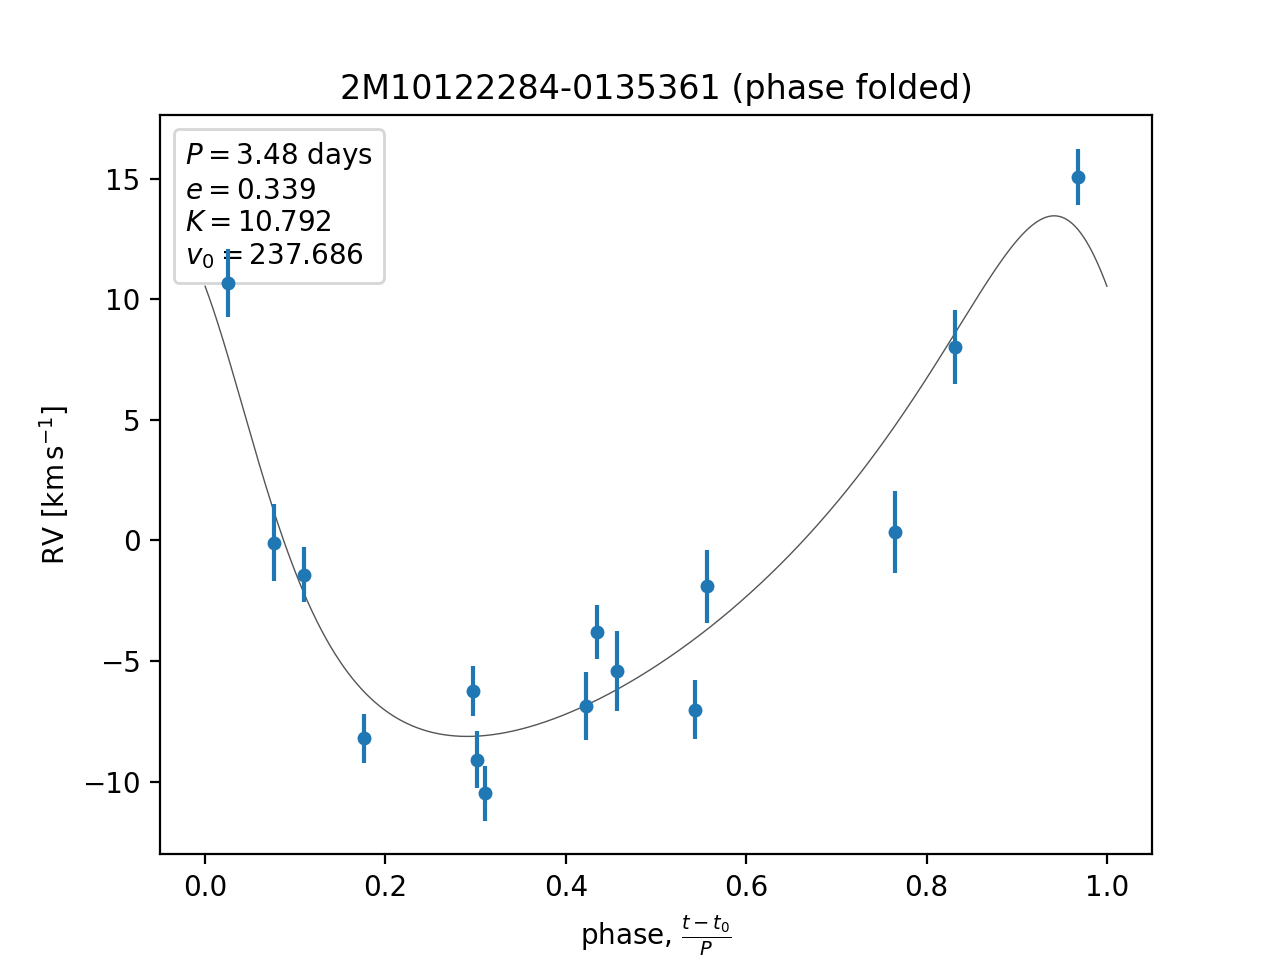 2M10122284-0135361 (phase folded)
P = 3.48 days
e = 0.339
K = 10.792
v₀ = 237.686
RV [km s⁻¹]
15
10
5
0
−5
−10
0.0 0.2 0.4 0.6 0.8 1.0
phase, (t − t₀)/P